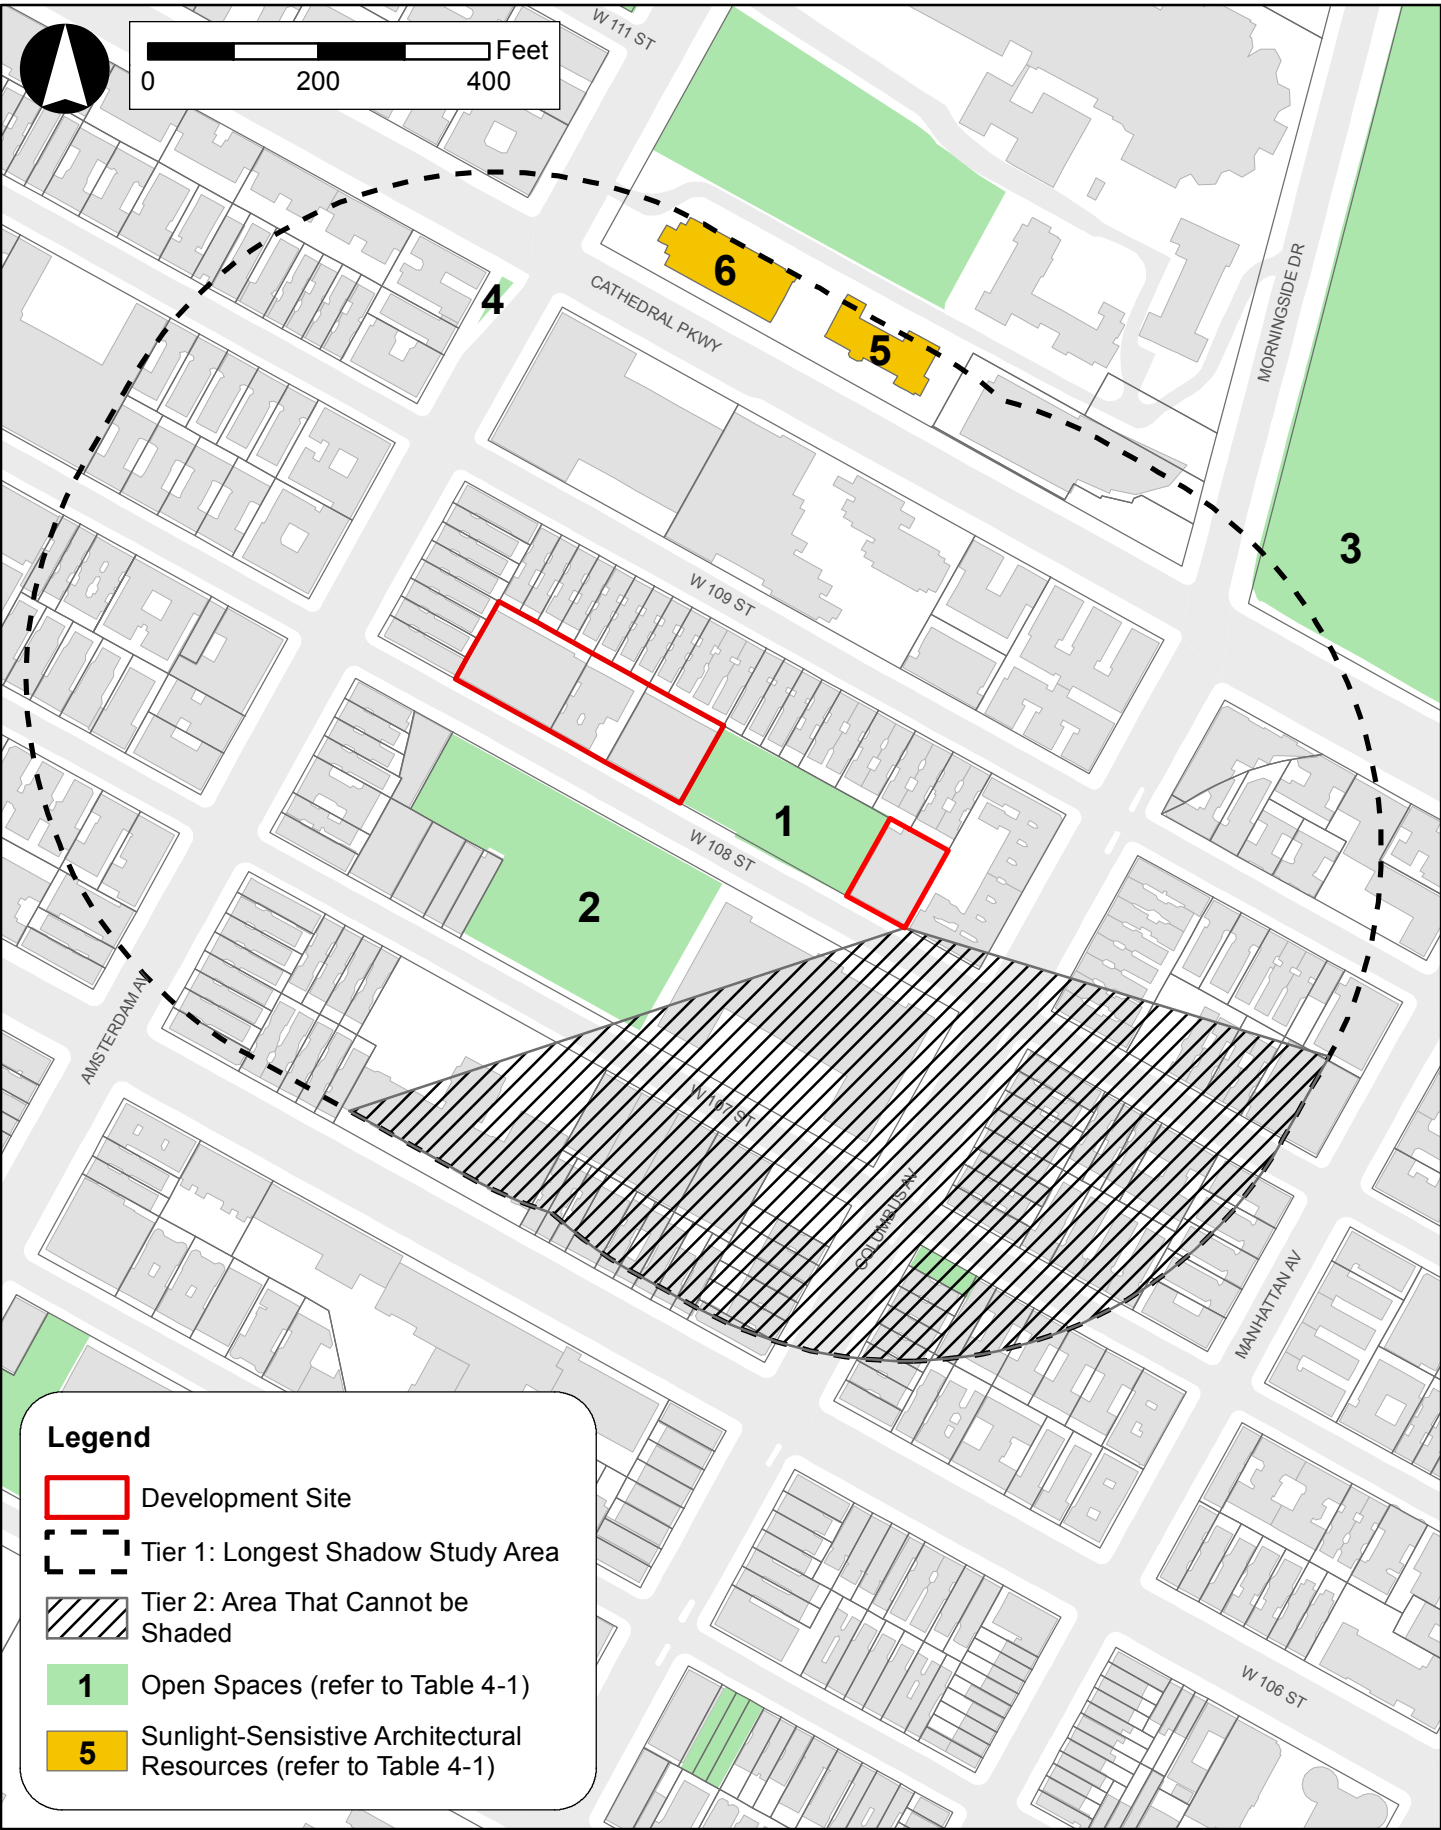 W 111 ST
Feet
0 200 400
6
CATHEDRAL PKWY
4
5
MORNINGSIDE DR
3
W 109 ST
1
W 108 ST
2
AMSTERDAM AV
W 107 ST
COLUMBUS AV
MANHATTAN AV
W 106 ST
Legend
Development Site
Tier 1: Longest Shadow Study Area
Tier 2: Area That Cannot be
Shaded
1 Open Spaces (refer to Table 4-1)
5 Sunlight-Sensistive Architectural
Resources (refer to Table 4-1)